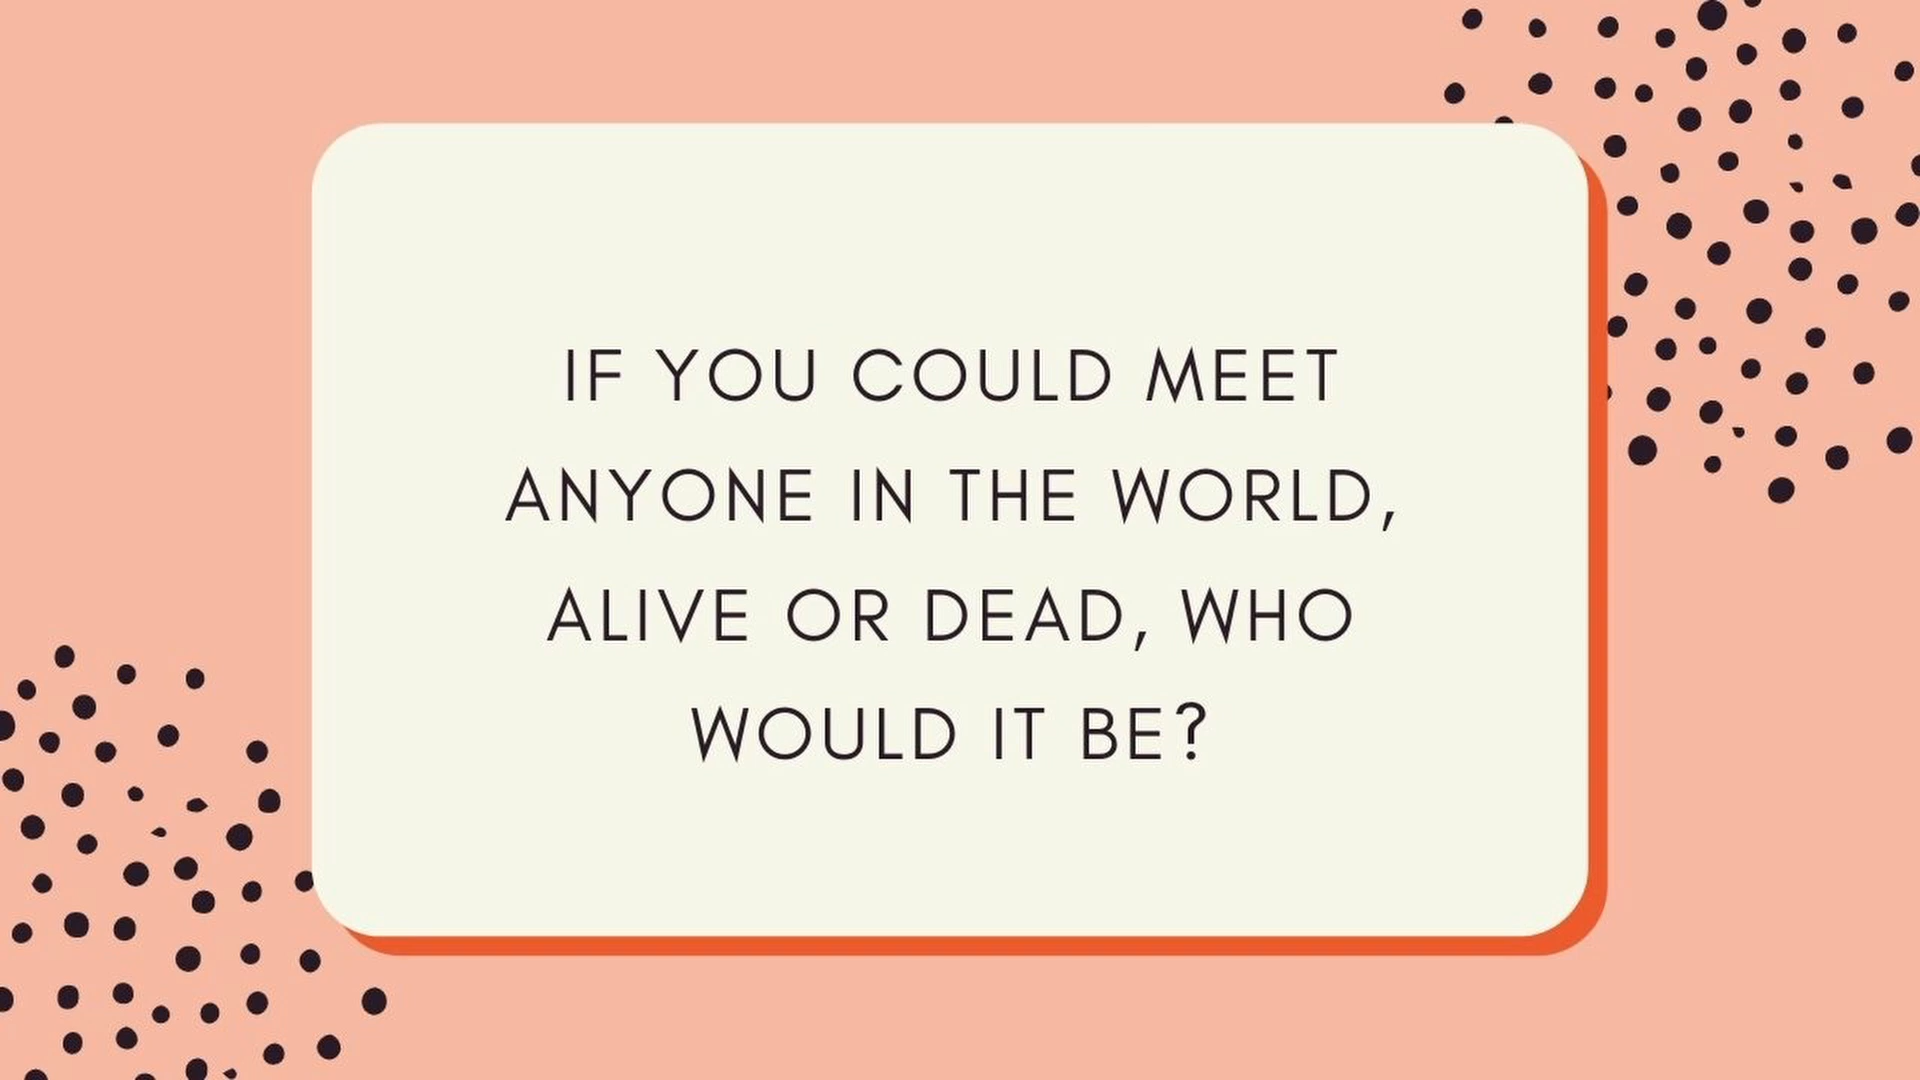 IF YOU COULD MEET
ANYONE IN THE WORLD,
ALIVE OR DEAD, WHO
WOULD IT BE?